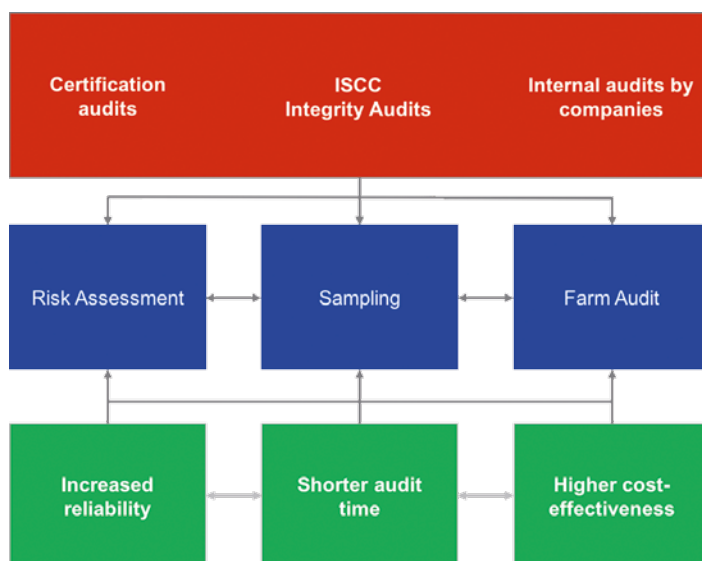 Certification
audits
ISCC
Integrity Audits
Internal audits by
companies
Risk Assessment
Sampling
Farm Audit
Increased
reliability
Shorter audit
time
Higher cost-
effectiveness